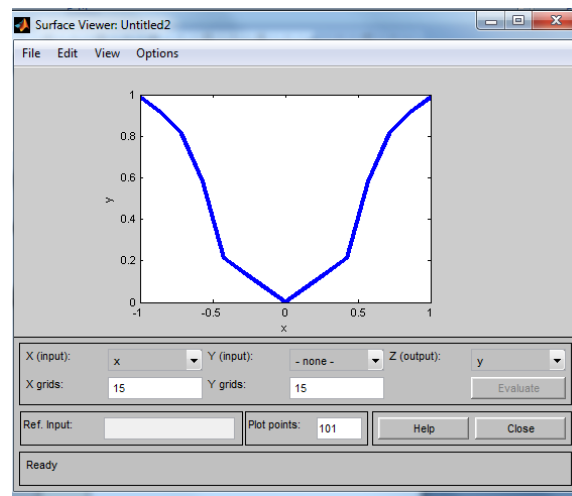 Surface Viewer: Untitled2
File Edit View Options
1
0.8
0.6
0.4
0.2
0
y
-1 -0.5 0 0.5 1
x
X (input): x Y (input): - none - Z (output): y
X grids: 15 Y grids: 15 Evaluate
Ref. Input: Plot points: 101 Help Close
Ready